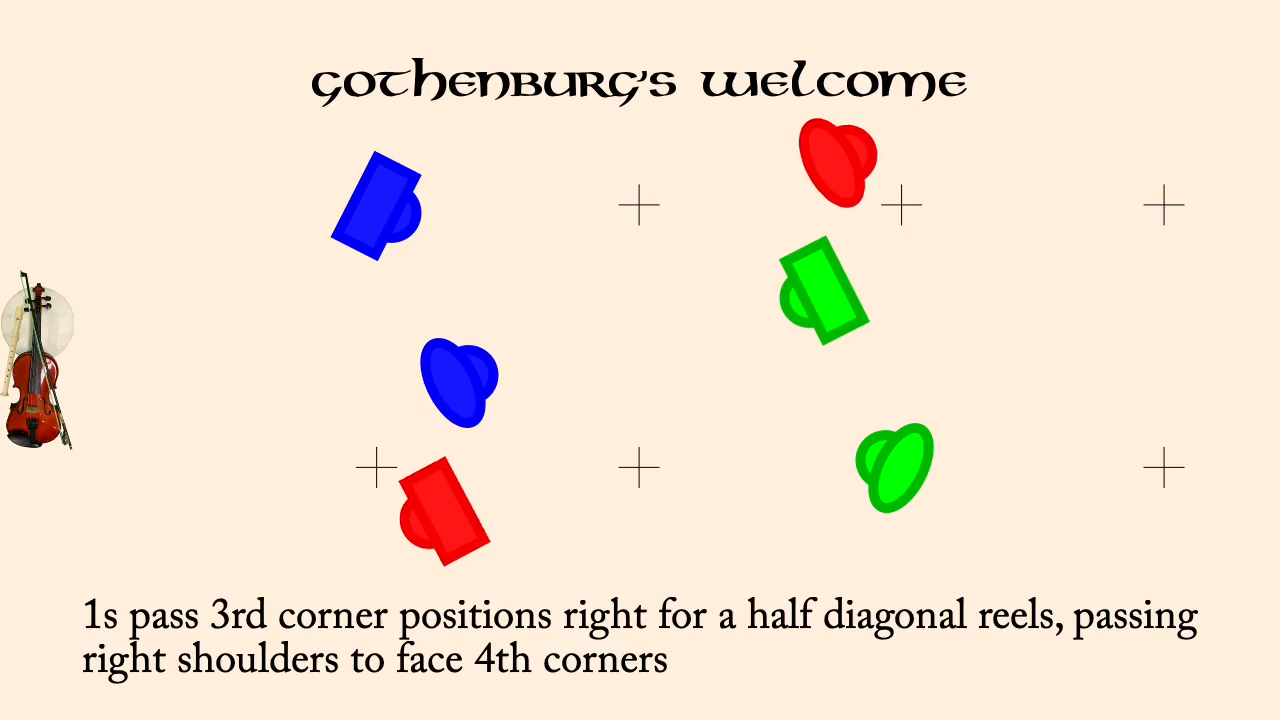 Gothenburg's Welcome
1s pass 3rd corner positions right for a half diagonal reels, passing
right shoulders to face 4th corners